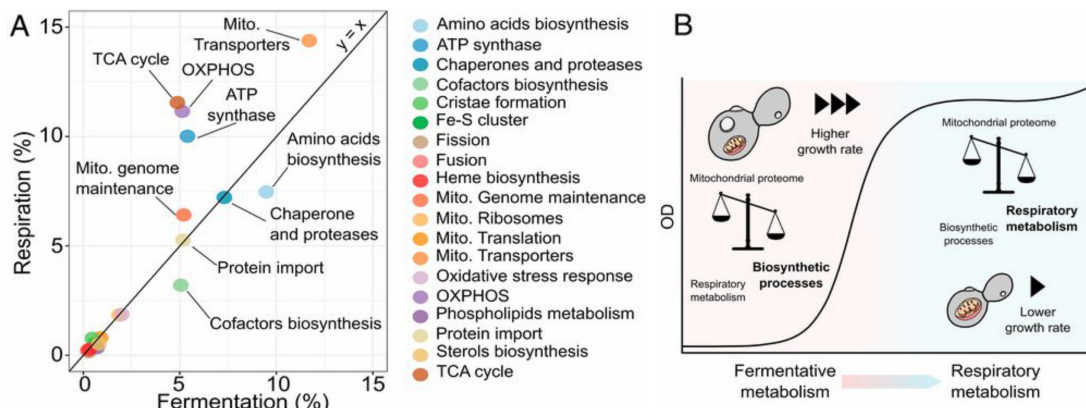 A
Respiration (%)
15
10
5
0
0
5
10
15
Fermentation (%)
y = x
Mito.
Transporters
TCA cycle
OXPHOS
ATP
synthase
Amino acids
biosynthesis
Mito. genome
maintenance
Chaperone
and proteases
Protein import
Cofactors biosynthesis
Amino acids biosynthesis
ATP synthase
Chaperones and proteases
Cofactors biosynthesis
Cristae formation
Fe-S cluster
Fission
Fusion
Heme biosynthesis
Mito. Genome maintenance
Mito. Ribosomes
Mito. Translation
Mito. Transporters
Oxidative stress response
OXPHOS
Phospholipids metabolism
Protein import
Sterols biosynthesis
TCA cycle
B
OD
Higher
growth rate
Mitochondrial proteome
Respiratory
metabolism
Biosynthetic
processes
Mitochondrial proteome
Biosynthetic
processes
Respiratory
metabolism
Lower
growth rate
Fermentative
metabolism
Respiratory
metabolism